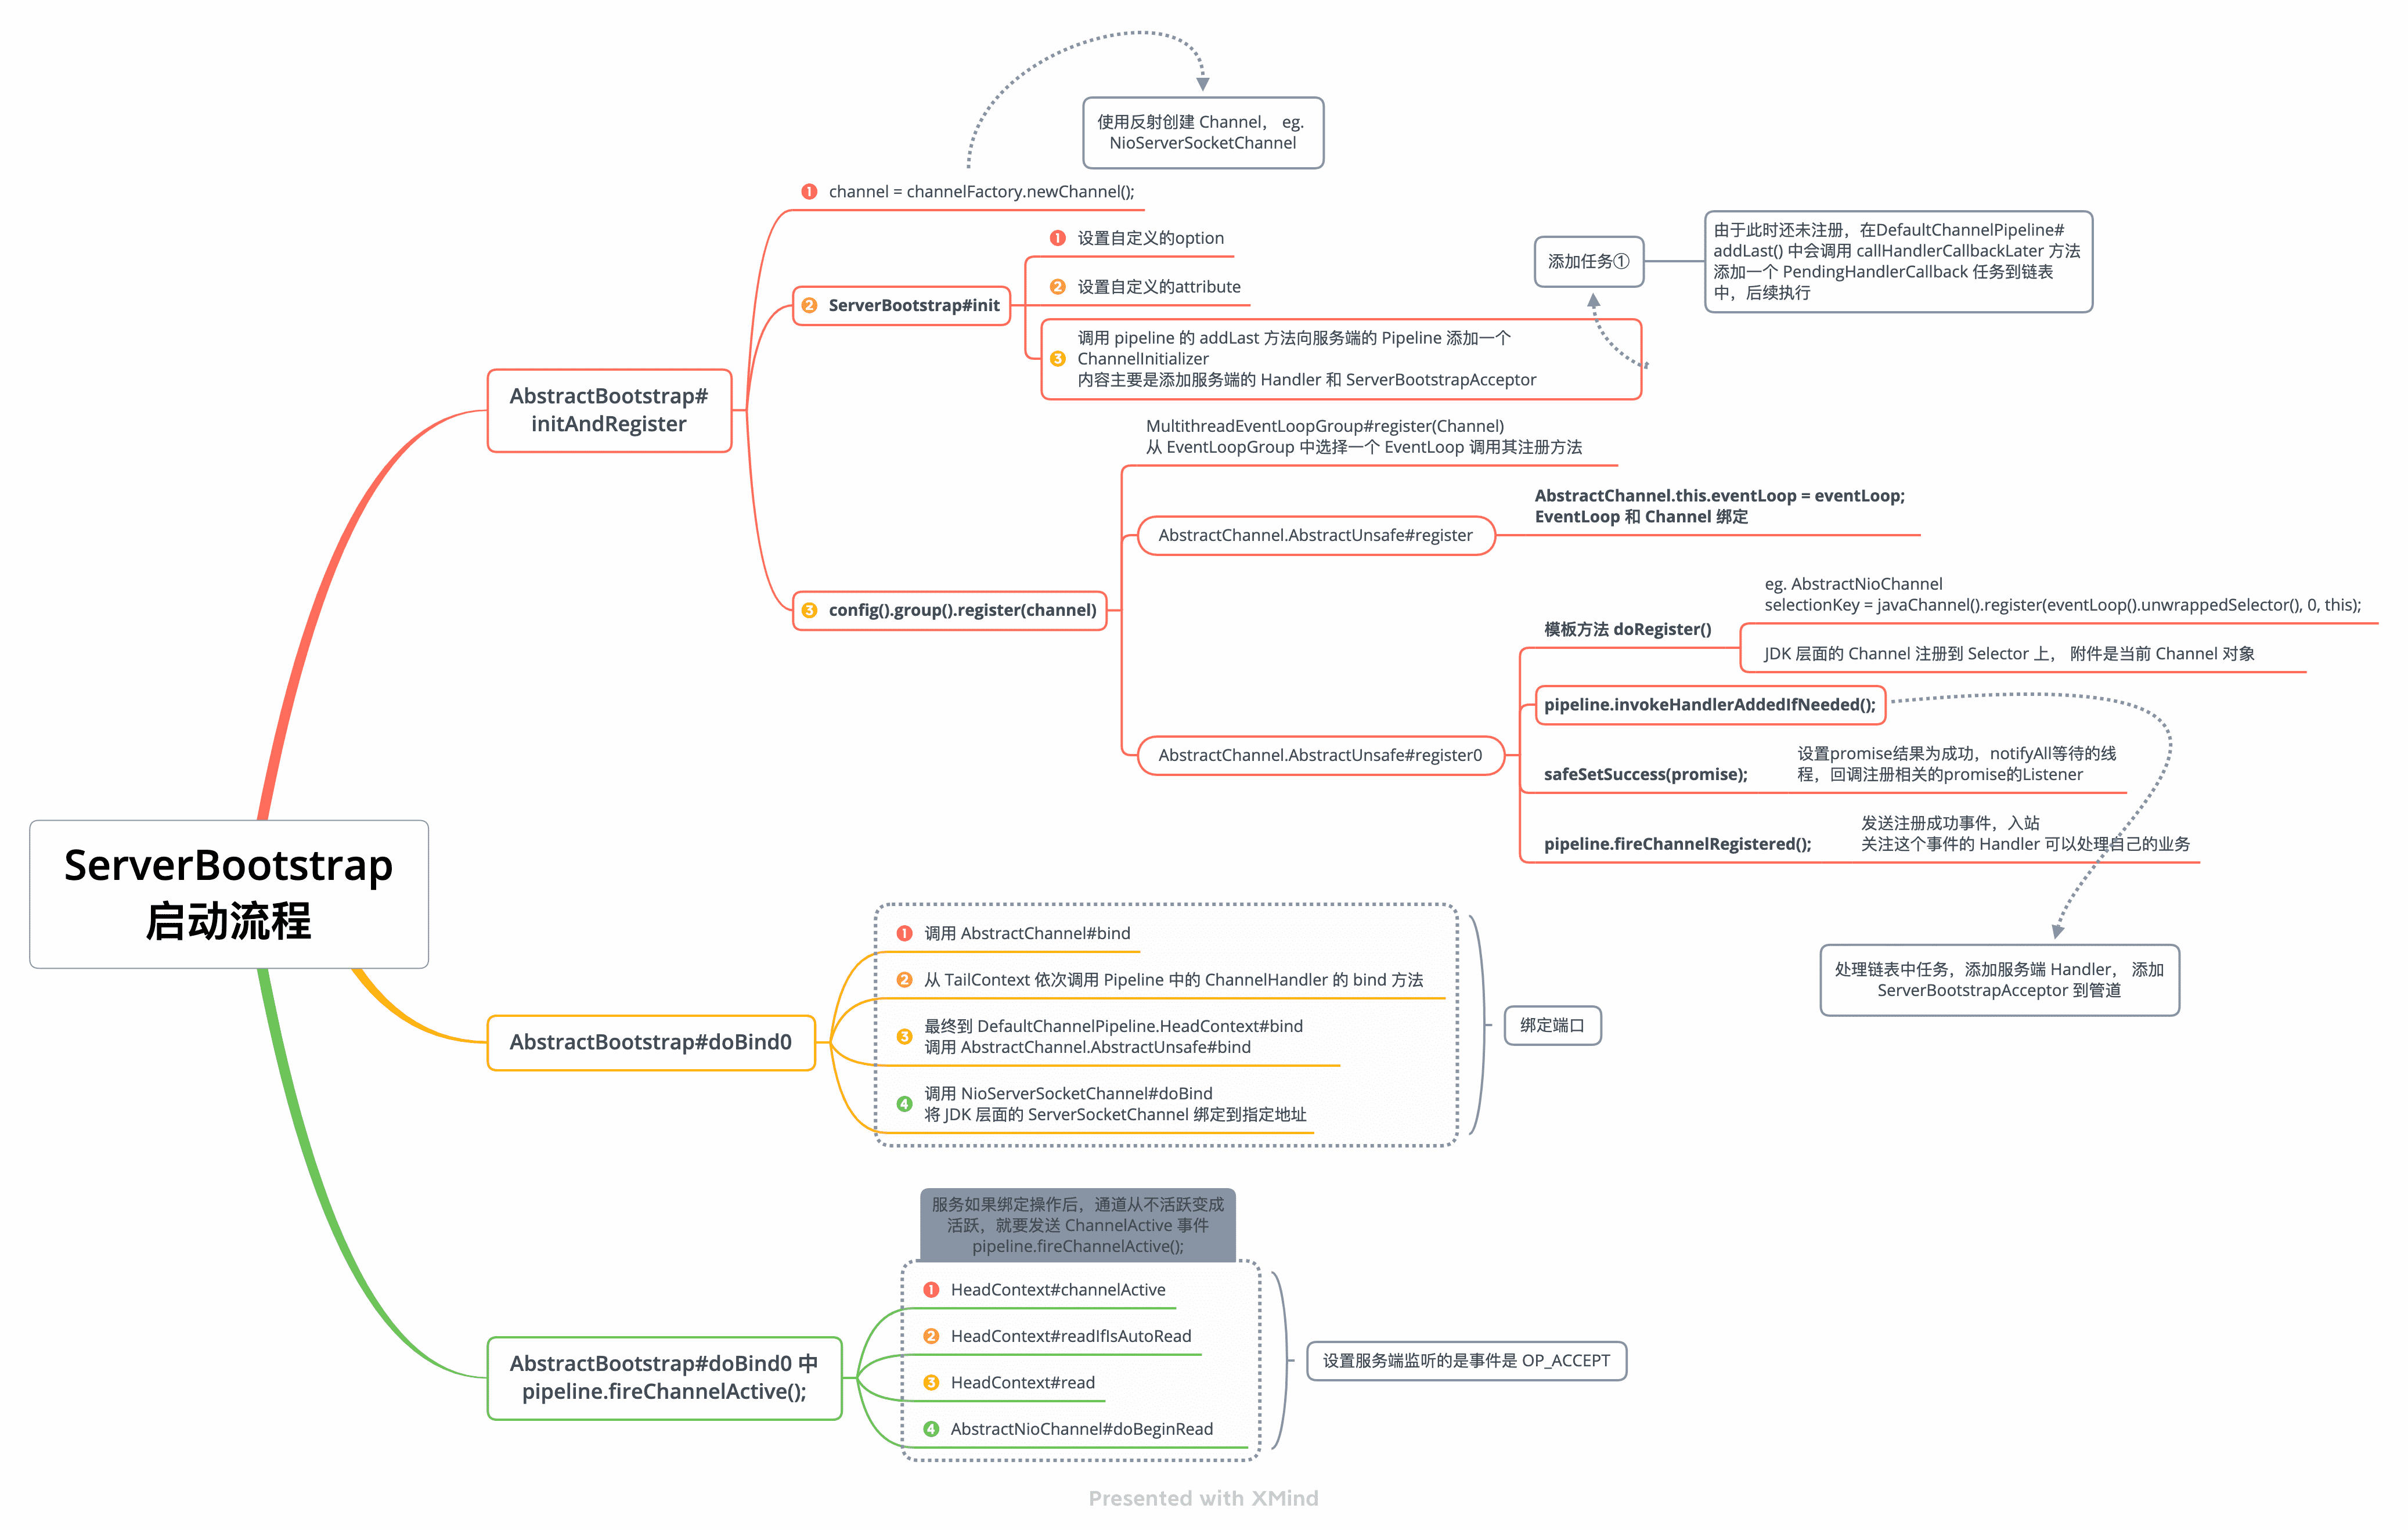 ServerBootstrap
启动流程
AbstractBootstrap#
initAndRegister
1 channel = channelFactory.newChannel();
使用反射创建 Channel， eg.
NioServerSocketChannel
2 ServerBootstrap#init
1 设置自定义的option
2 设置自定义的attribute
3 调用 pipeline 的 addLast 方法向服务端的 Pipeline 添加一个
ChannelInitializer
内容主要是添加服务端的 Handler 和 ServerBootstrapAcceptor
添加任务①
由于此时还未注册，在DefaultChannelPipeline#
addLast() 中会调用 callHandlerCallbackLater 方法
添加一个 PendingHandlerCallback 任务到链表
中，后续执行
3 config().group().register(channel)
MultithreadEventLoopGroup#register(Channel)
从 EventLoopGroup 中选择一个 EventLoop 调用其注册方法
AbstractChannel.AbstractUnsafe#register
AbstractChannel.this.eventLoop = eventLoop;
EventLoop 和 Channel 绑定
AbstractChannel.AbstractUnsafe#register0
模板方法 doRegister()
eg. AbstractNioChannel
selectionKey = javaChannel().register(eventLoop().unwrappedSelector(), 0, this);
JDK 层面的 Channel 注册到 Selector 上， 附件是当前 Channel 对象
pipeline.invokeHandlerAddedIfNeeded();
safeSetSuccess(promise);
设置promise结果为成功，notifyAll等待的线
程，回调注册相关的promise的Listener
pipeline.fireChannelRegistered();
发送注册成功事件，入站
关注这个事件的 Handler 可以处理自己的业务
处理链表中任务，添加服务端 Handler， 添加
ServerBootstrapAcceptor 到管道
AbstractBootstrap#doBind0
1 调用 AbstractChannel#bind
2 从 TailContext 依次调用 Pipeline 中的 ChannelHandler 的 bind 方法
3 最终到 DefaultChannelPipeline.HeadContext#bind
调用 AbstractChannel.AbstractUnsafe#bind
4 调用 NioServerSocketChannel#doBind
将 JDK 层面的 ServerSocketChannel 绑定到指定地址
绑定端口
AbstractBootstrap#doBind0 中
pipeline.fireChannelActive();
服务如果绑定操作后，通道从不活跃变成
活跃，就要发送 ChannelActive 事件
pipeline.fireChannelActive();
1 HeadContext#channelActive
2 HeadContext#readIfIsAutoRead
3 HeadContext#read
4 AbstractNioChannel#doBeginRead
设置服务端监听的是事件是 OP_ACCEPT
Presented with XMind